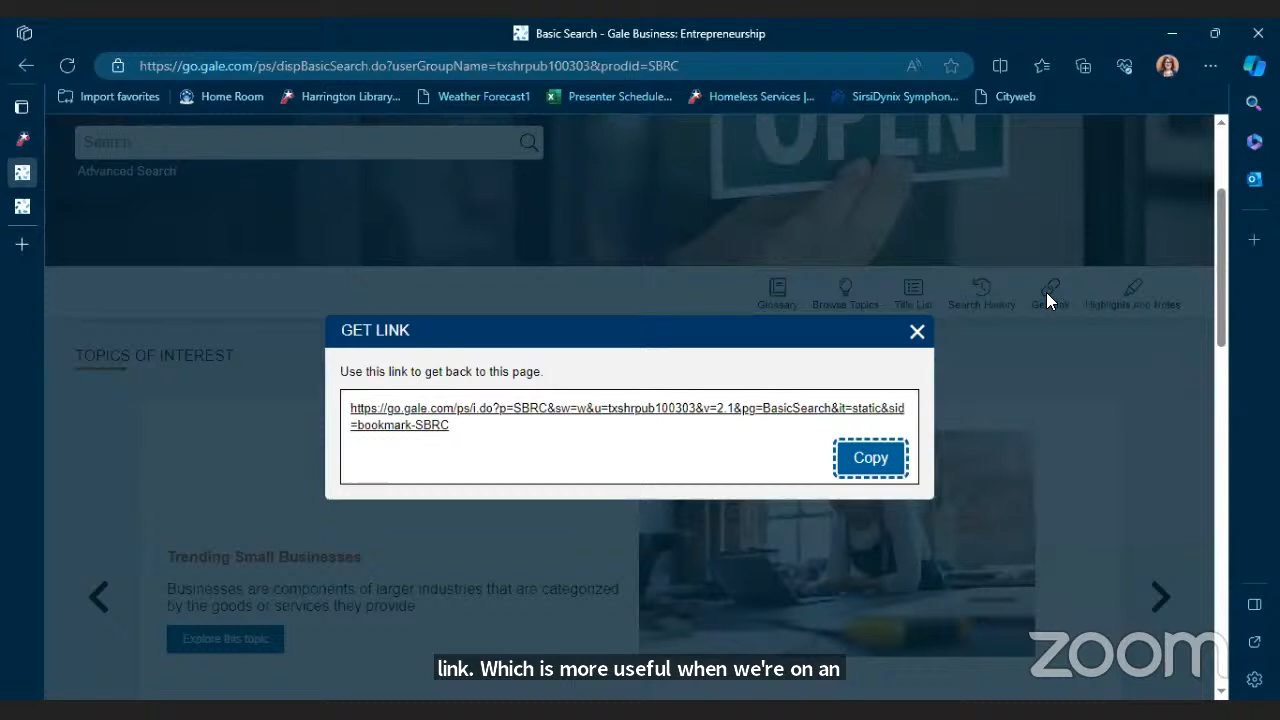 Basic Search - Gale Business: Entrepreneurship
https://go.gale.com/ps/dispBasicSearch.do?userGroupName=txshrpub100303&prodid=SBRC
Import favorites
Home Room
Harrington Library...
Weather Forecast1
Presenter Schedule...
Homeless Services |...
SirsiDynix Symphon...
Cityweb
OPEN
Search
Advanced Search
Glossary
Browse Topics
Title List
Search History
Highlights and Notes
GET LINK
Use this link to get back to this page.
https://go.gale.com/ps/i.do?p=SBRC&sw=w&u=txshrpub100303&v=2.1&pg=BasicSearch&it=static&sid
=bookmark-SBRC
Copy
TOPICS OF INTEREST
Trending Small Businesses
Businesses are components of larger industries that are categorized
by the goods or services they provide
Explore this topic
zoom
link. Which is more useful when we're on an